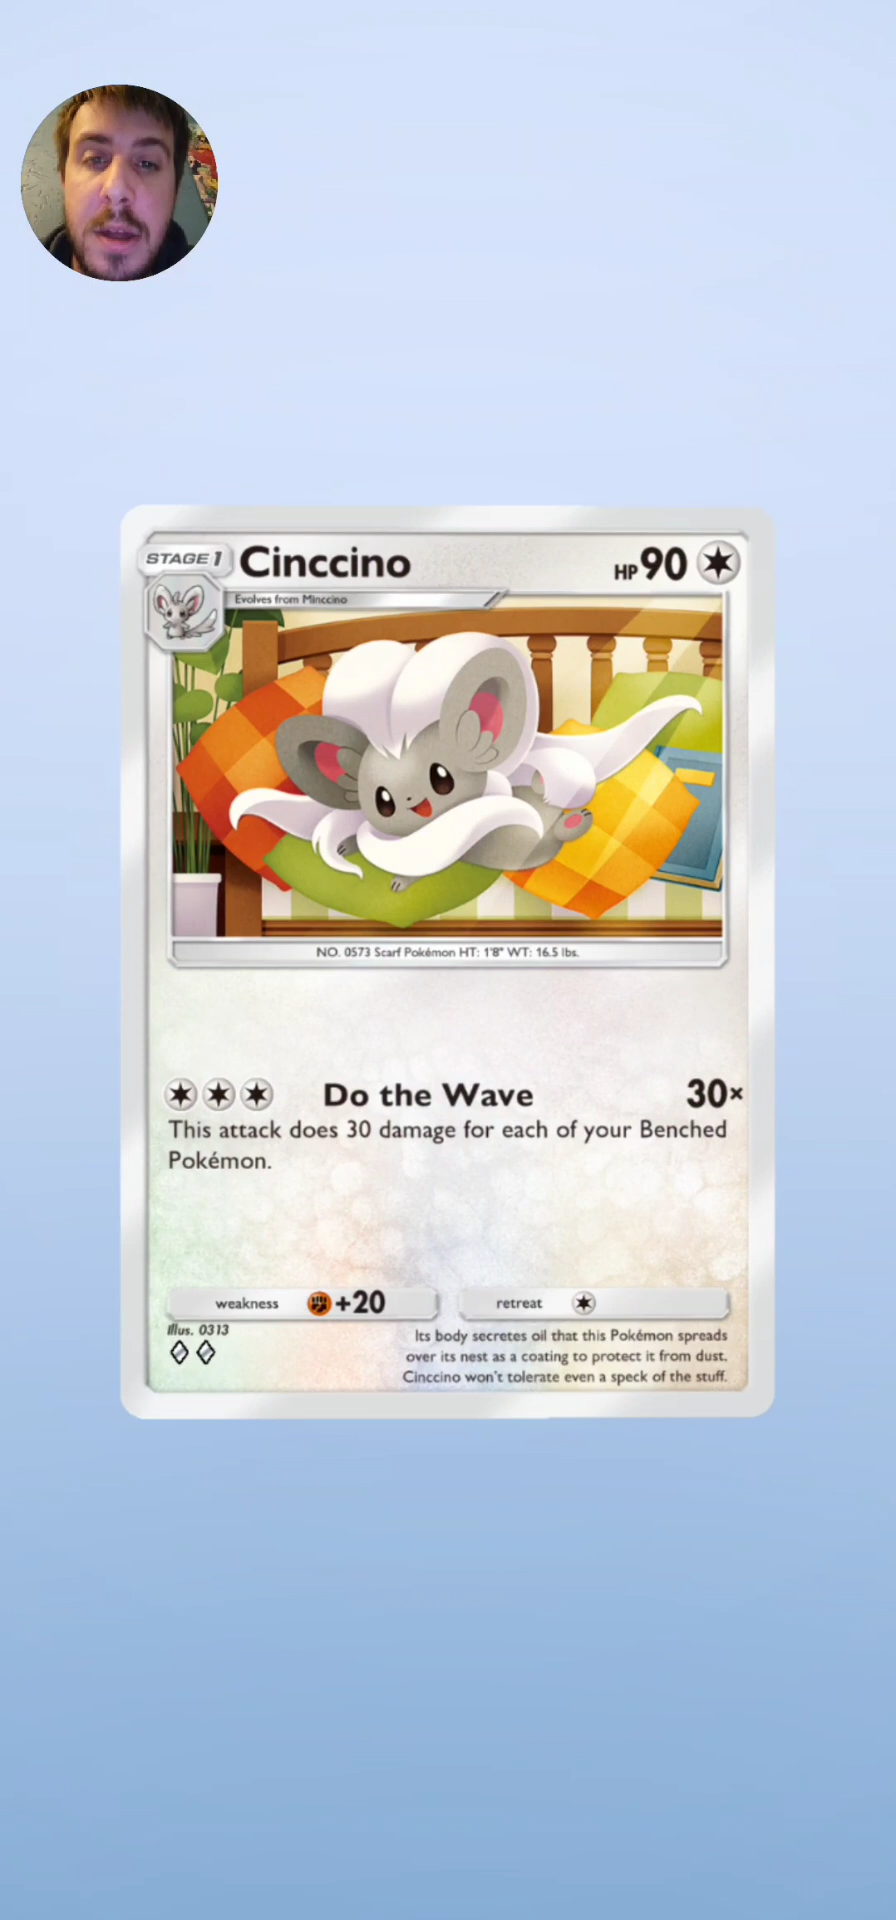 STAGE 1 Cinccino HP 90
Evolves from Minccino
NO. 0573 Scarf Pokémon HT: 1'8" WT: 16.5 lbs.
Do the Wave 30×
This attack does 30 damage for each of your Benched
Pokémon.
weakness +20 retreat
Illus. 0313
Its body secretes oil that this Pokémon spreads
over its nest as a coating to protect it from dust.
Cinccino won't tolerate even a speck of the stuff.